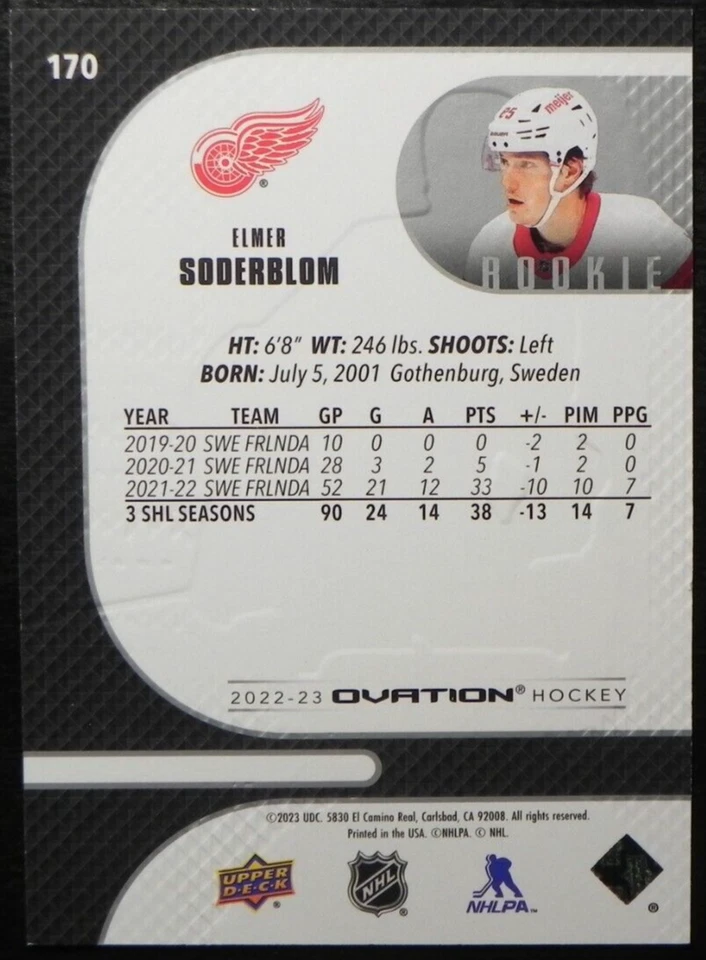 170
25
meijer
ELMER
SODERBLOM
ROOKIE
HT: 6'8" WT: 246 lbs. SHOOTS: Left
BORN: July 5, 2001 Gothenburg, Sweden
YEAR TEAM GP G A PTS +/- PIM PPG
2019-20 SWE FRLNDA 10 0 0 0 -2 2 0
2020-21 SWE FRLNDA 28 3 2 5 -1 2 0
2021-22 SWE FRLNDA 52 21 12 33 -10 10 7
3 SHL SEASONS 90 24 14 38 -13 14 7
2022-23 OVATION® HOCKEY
©2023 UDC. 5830 El Camino Real, Carlsbad, CA 92008. All rights reserved.
Printed in the USA. ©NHLPA. © NHL.
UPPER
D·E·C·K
NHL
NHLPA™